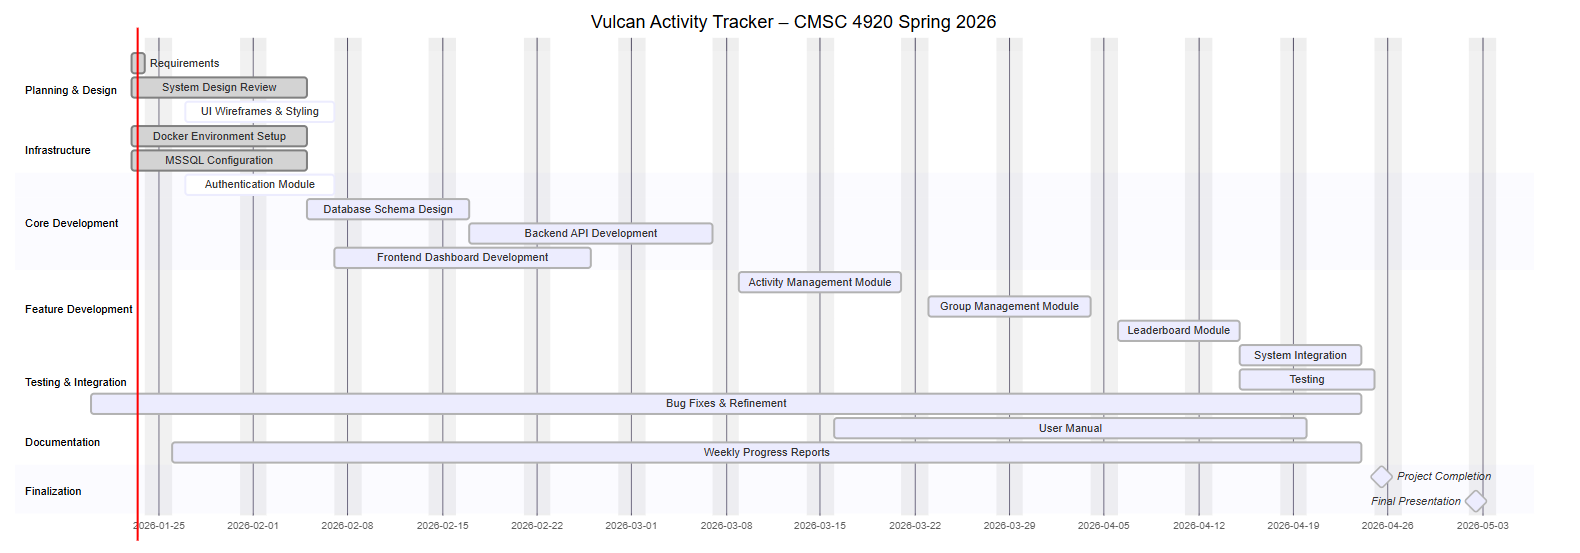 Vulcan Activity Tracker – CMSC 4920 Spring 2026
Requirements
Planning & Design
System Design Review
UI Wireframes & Styling
Docker Environment Setup
Infrastructure
MSSQL Configuration
Authentication Module
Database Schema Design
Core Development
Backend API Development
Frontend Dashboard Development
Activity Management Module
Group Management Module
Feature Development
Leaderboard Module
System Integration
Testing & Integration
Testing
Bug Fixes & Refinement
User Manual
Documentation
Weekly Progress Reports
Project Completion
Finalization
Final Presentation
2026-01-25 2026-02-01 2026-02-08 2026-02-15 2026-02-22 2026-03-01 2026-03-08 2026-03-15 2026-03-22 2026-03-29 2026-04-05 2026-04-12 2026-04-19 2026-04-26 2026-05-03